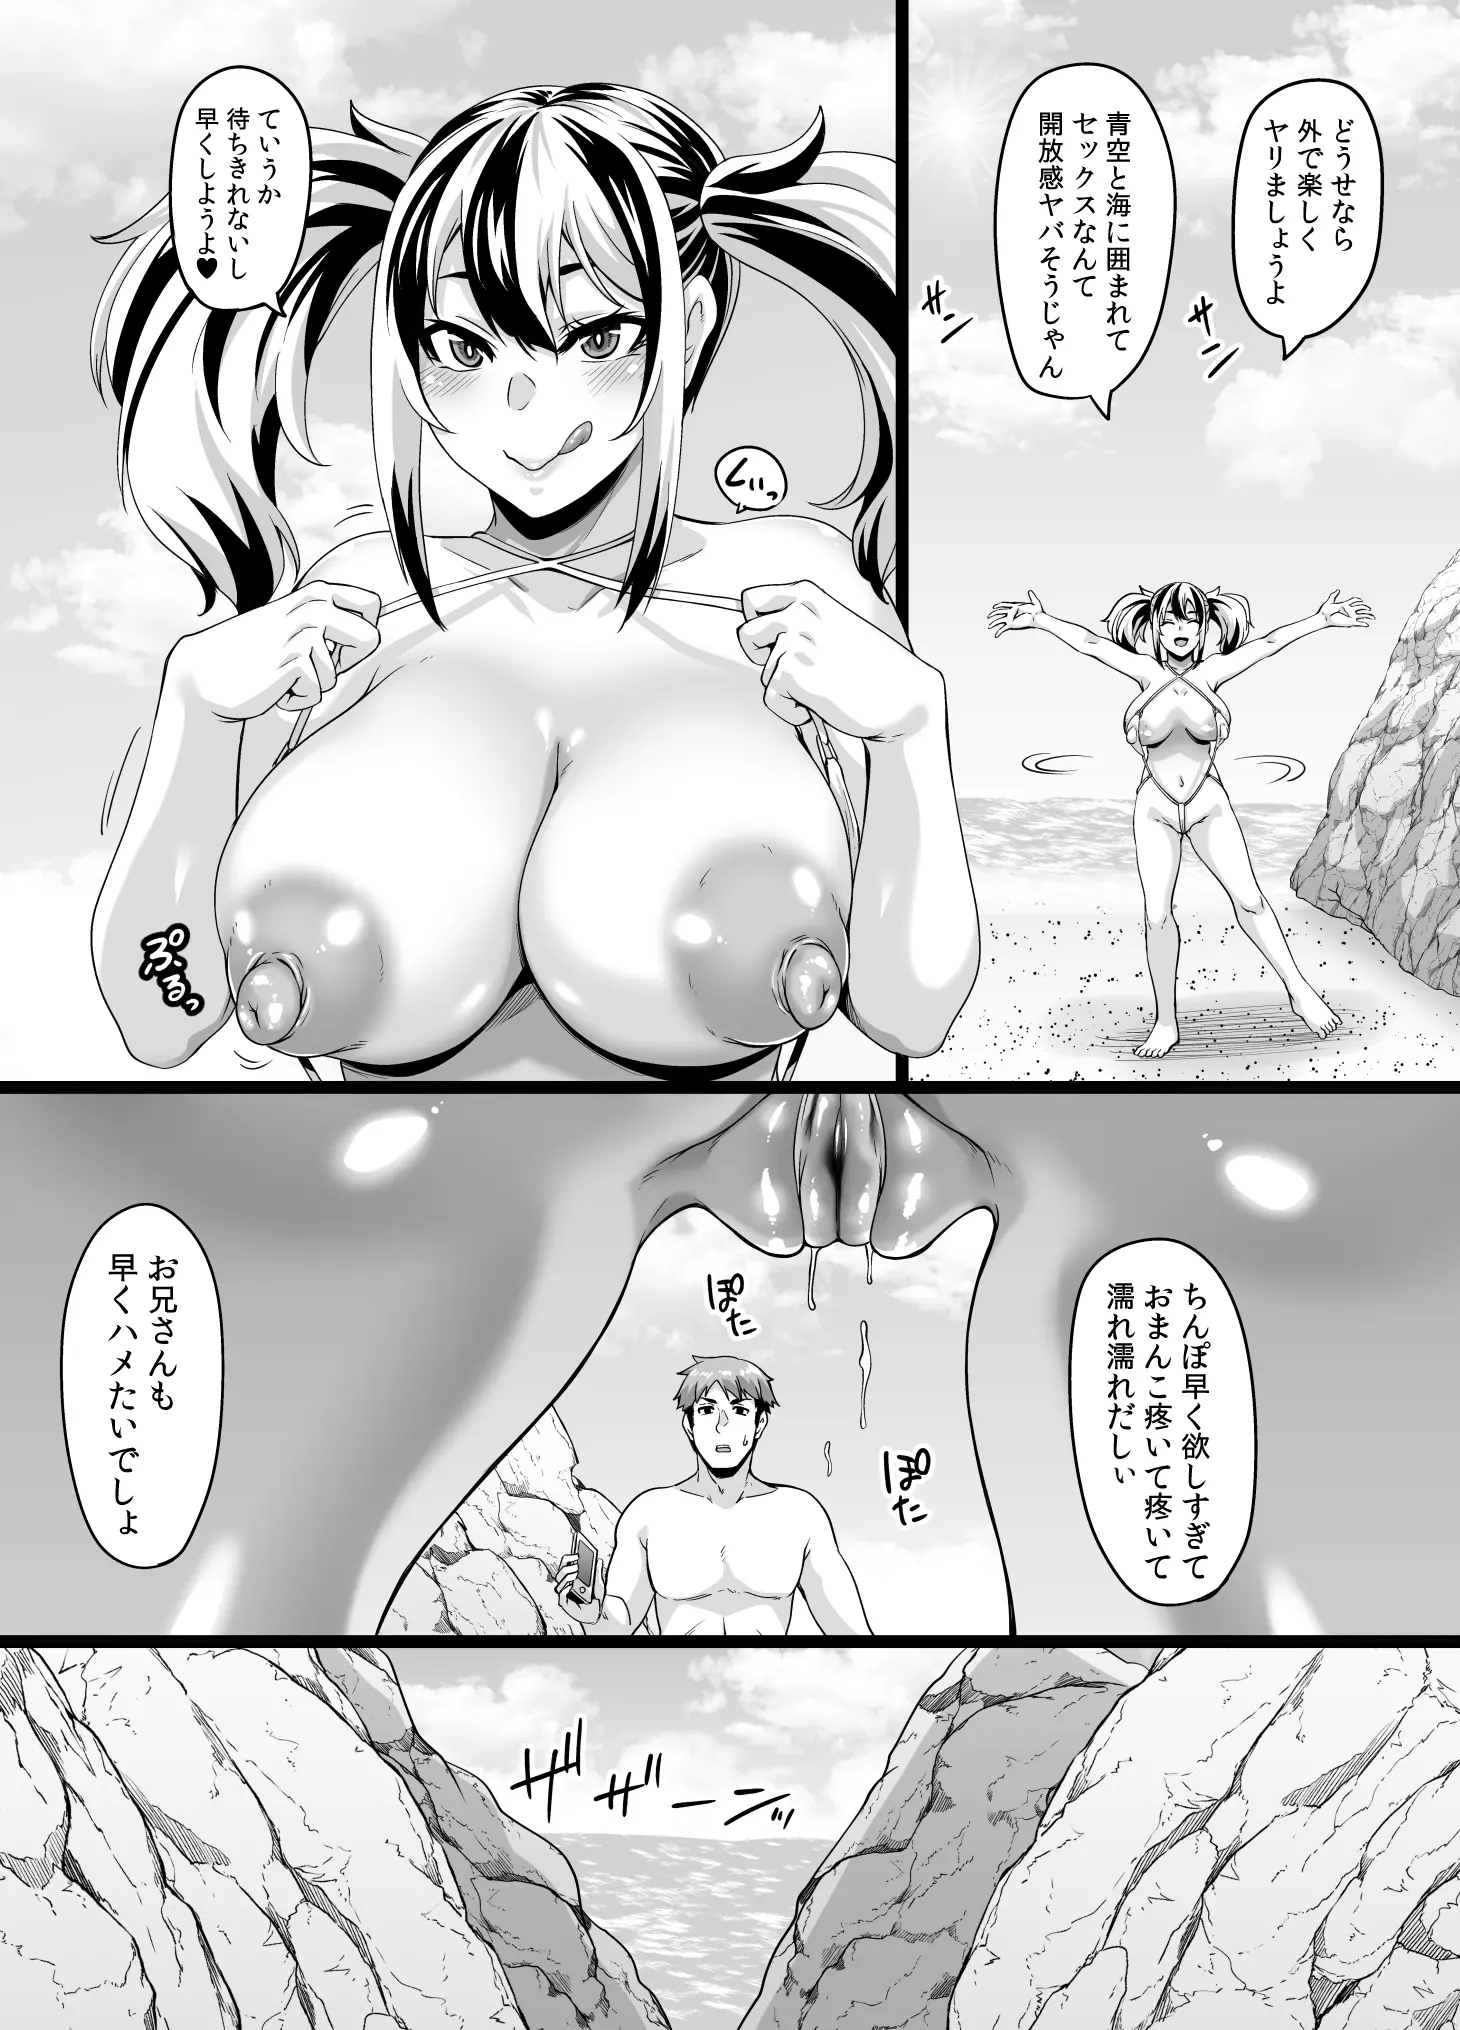 どうせなら
外で楽しく
ヤりましょうよ
青空と海に囲まれて
セックスなんて
開放感ヤバそうじゃん
ザザン
ザザン
ていうか
待ちきれないし
早くしようよ♥
ぐいっ
ぷるっ
ちんぽ早く欲しすぎて
おまんこ疼いて疼いて
濡れ濡れだしぃ
ぽた
ぽた
お兄さんも
早くハメたいでしょ
ザザーンッ